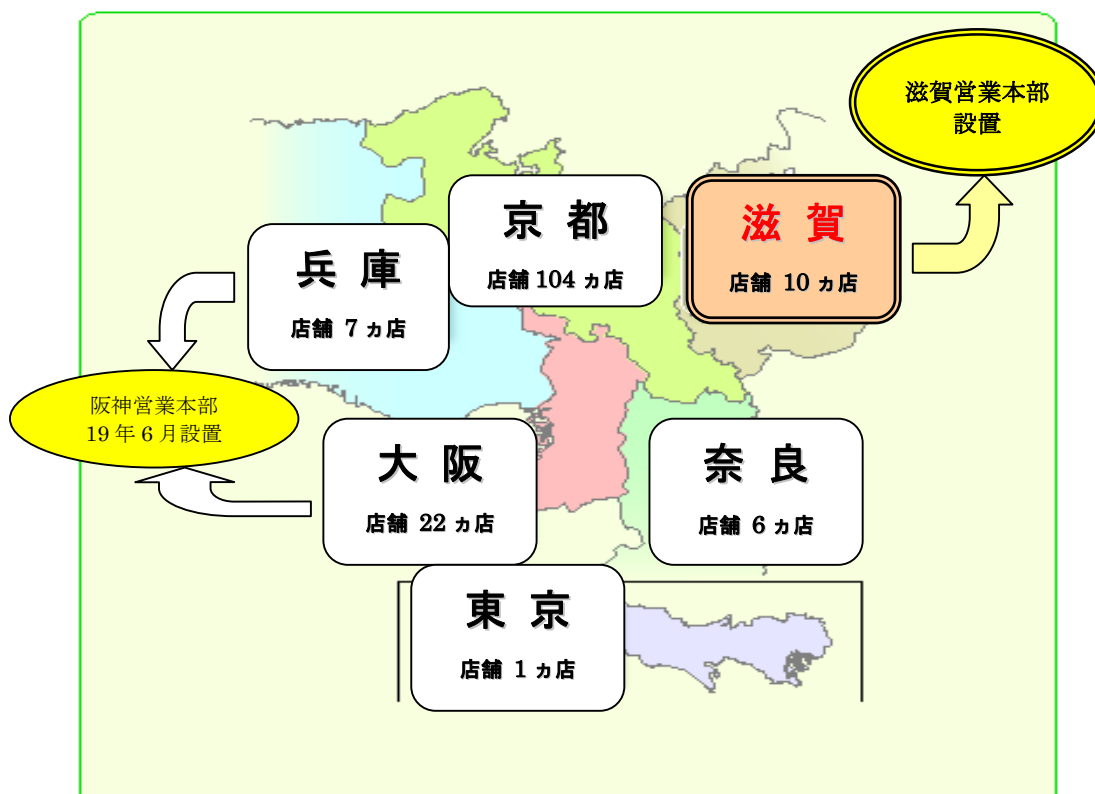 滋賀営業本部
設置
京 都
店舗 104 ヵ店
滋 賀
店舗 10 ヵ店
兵 庫
店舗 7 ヵ店
阪神営業本部
19 年 6 月設置
大 阪
店舗 22 ヵ店
奈 良
店舗 6 ヵ店
東 京
店舗 1 ヵ店